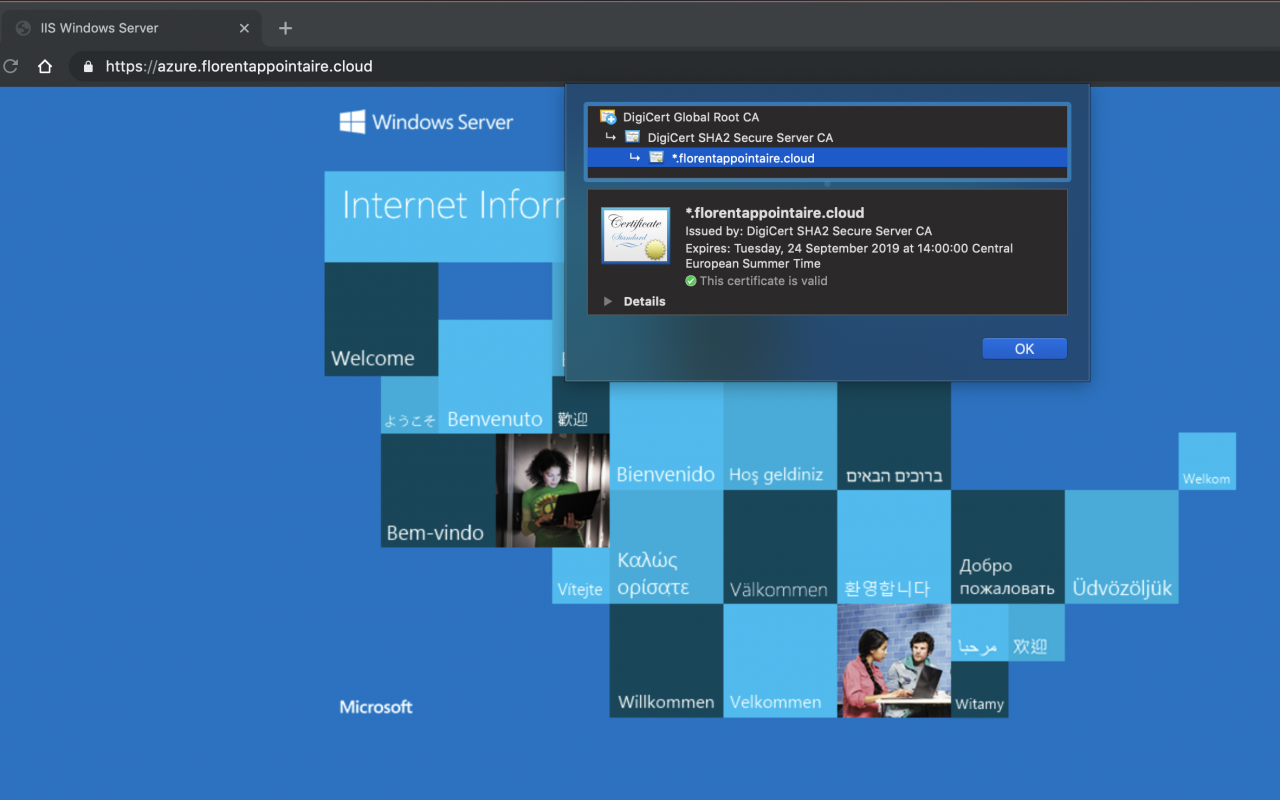 IIS Windows Server
https://azure.florentappointaire.cloud
Windows Server
DigiCert Global Root CA
DigiCert SHA2 Secure Server CA
*.florentappointaire.cloud
*.florentappointaire.cloud
Issued by: DigiCert SHA2 Secure Server CA
Expires: Tuesday, 24 September 2019 at 14:00:00 Central
European Summer Time
This certificate is valid
Certificate
Standard
Details
OK
Internet Infor
Welcome
ようこそ
Benvenuto
歡迎
Bienvenido
Hoş geldiniz
ברוכים הבאים
Welkom
Bem-vindo
Vítejte
Καλώς
ορίσατε
Välkommen
환영합니다
Добро
пожаловать
Üdvözöljük
مرحبا
欢迎
Willkommen
Velkommen
Witamy
Microsoft